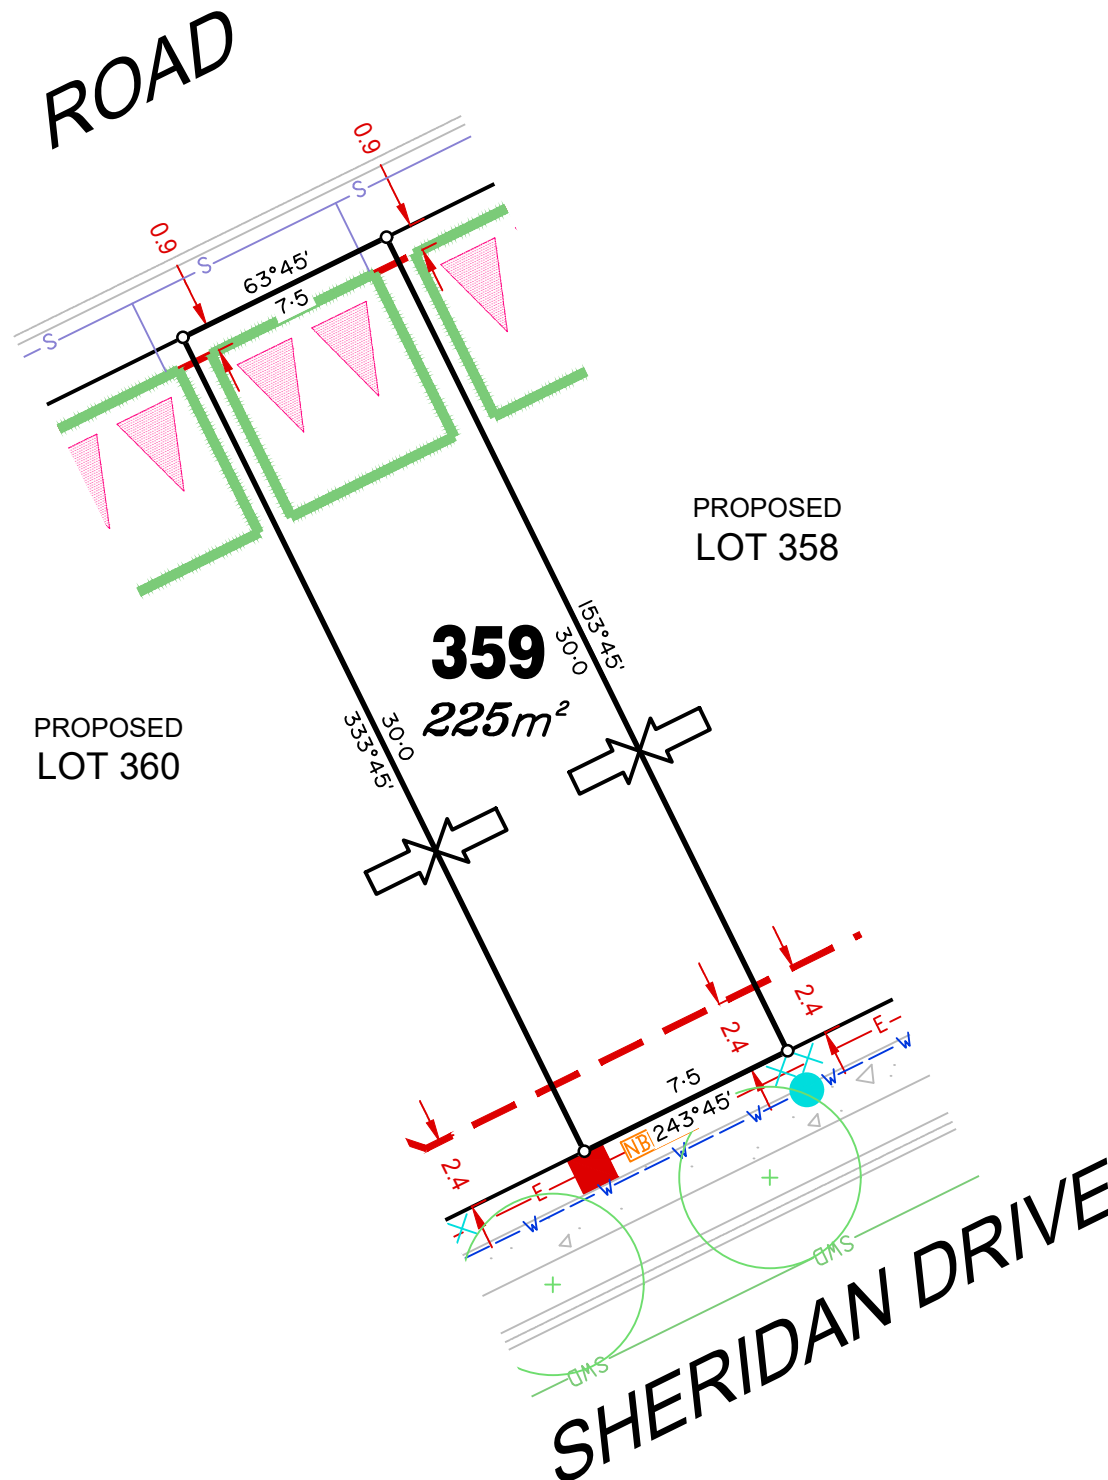 ROAD
0.9
0.9
S
S
S
63°45'
7·5
PROPOSED
LOT 358
153°45'
30·0
359
225m²
PROPOSED
LOT 360
30·0
333°45'
2.4
2.4
2.4
7·5
243°45'
NB
E
E
W
W
W
W
W
W
SWD
SWD
SHERIDAN DRIVE